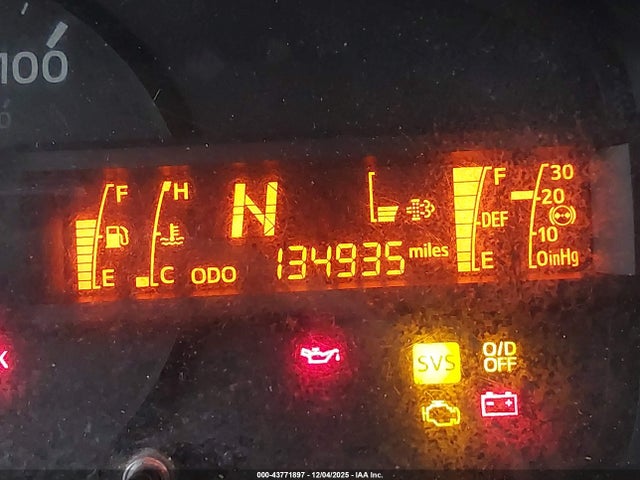 100
F
E
H
C
N
ODO 134935 miles
F
DEF
E
30
20
10
0inHg
SVS
O/D
OFF
000-43771897 - 12/04/2025 - IAA Inc.